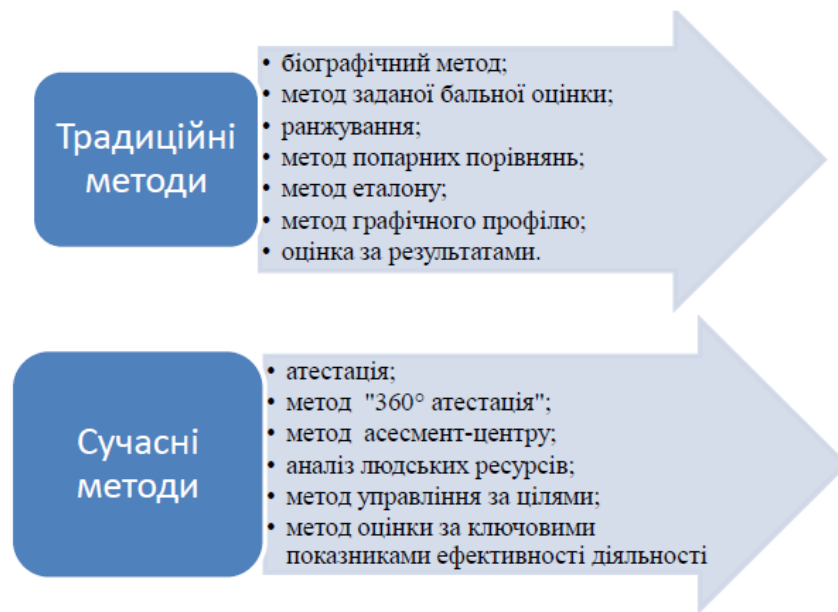 Традиційні
методи
• біографічний метод;
• метод заданої бальної оцінки;
• ранжування;
• метод попарних порівнянь;
• метод еталону;
• метод графічного профілю;
• оцінка за результатами.
Сучасні
методи
• атестація;
• метод "360° атестація";
• метод асесмент-центру;
• аналіз людських ресурсів;
• метод управління за цілями;
• метод оцінки за ключовими
показниками ефективності діяльності